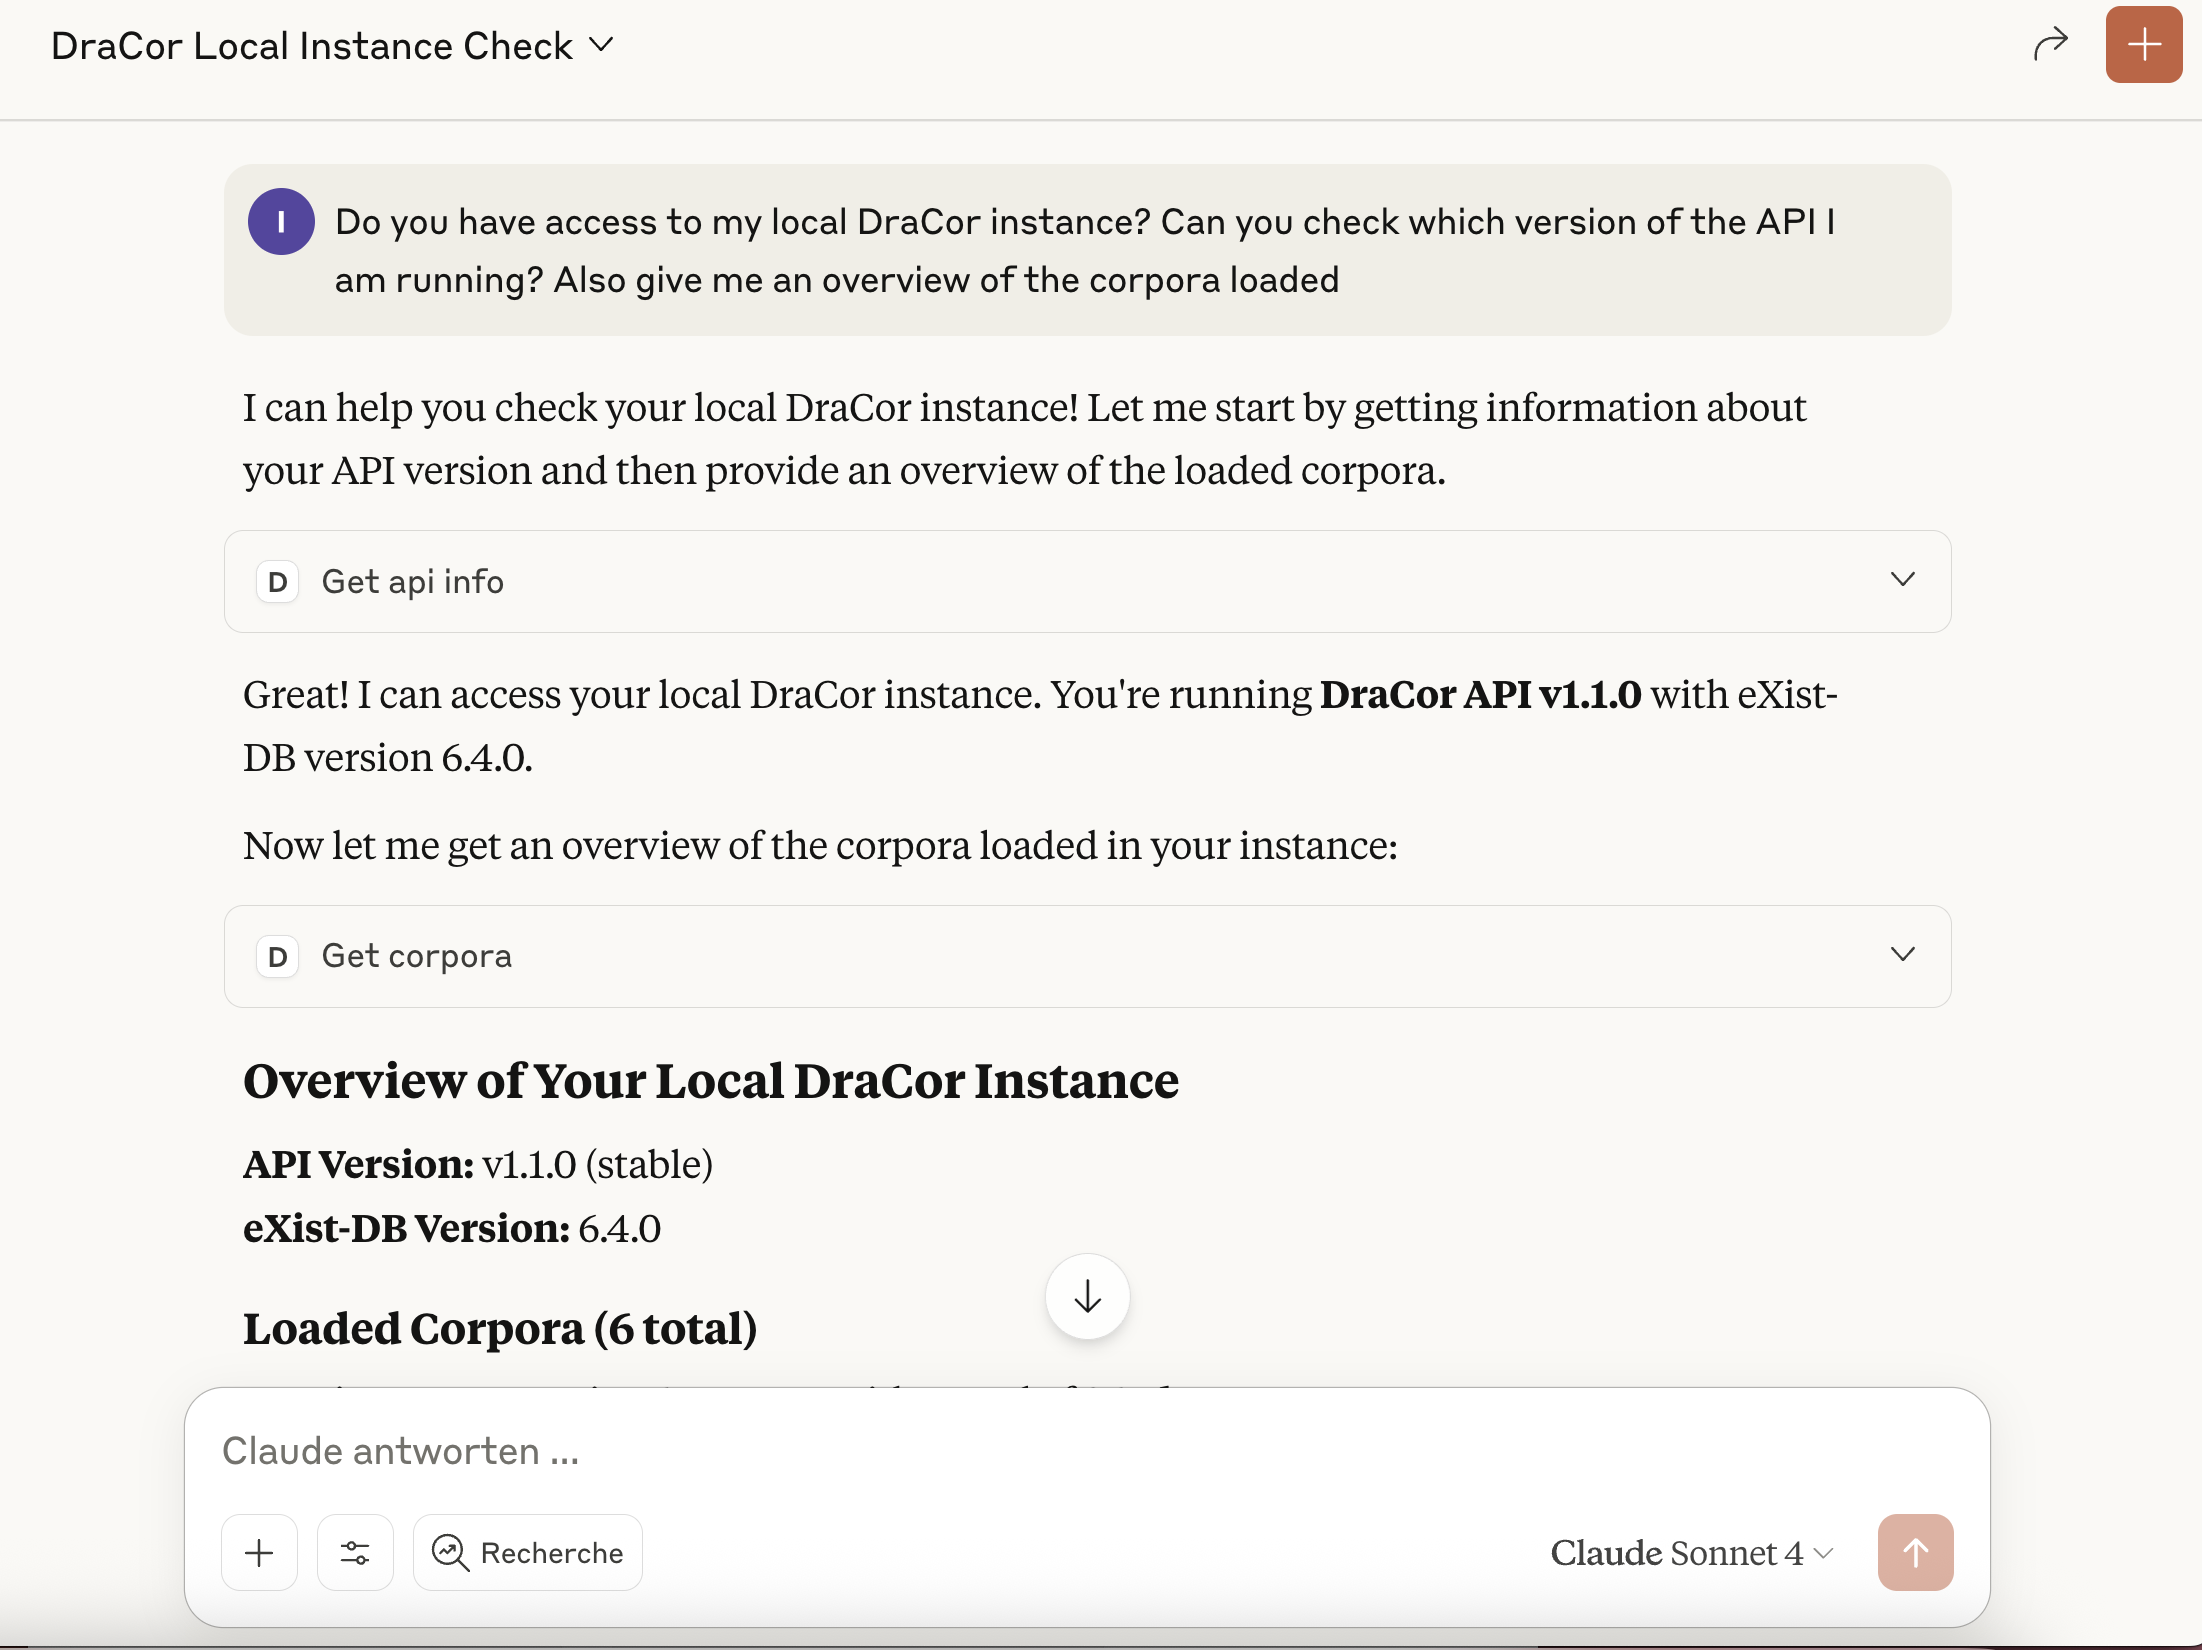 DraCor Local Instance Check
I
Do you have access to my local DraCor instance? Can you check which version of the API I
am running? Also give me an overview of the corpora loaded
I can help you check your local DraCor instance! Let me start by getting information about
your API version and then provide an overview of the loaded corpora.
D Get api info
Great! I can access your local DraCor instance. You're running DraCor API v1.1.0 with eXist-
DB version 6.4.0.
Now let me get an overview of the corpora loaded in your instance:
D Get corpora
Overview of Your Local DraCor Instance
API Version: v1.1.0 (stable)
eXist-DB Version: 6.4.0
Loaded Corpora (6 total)
Claude antworten ...
Recherche
Claude Sonnet 4